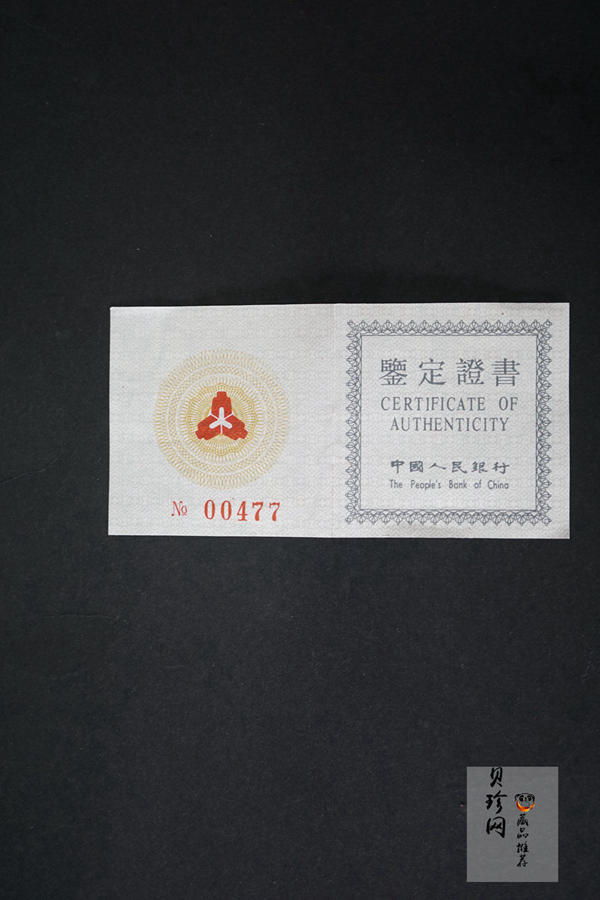 № 00477
鑒定證書
CERTIFICATE OF
AUTHENTICITY
中國人民銀行
The People's Bank of China
贝珍网
藏品推荐